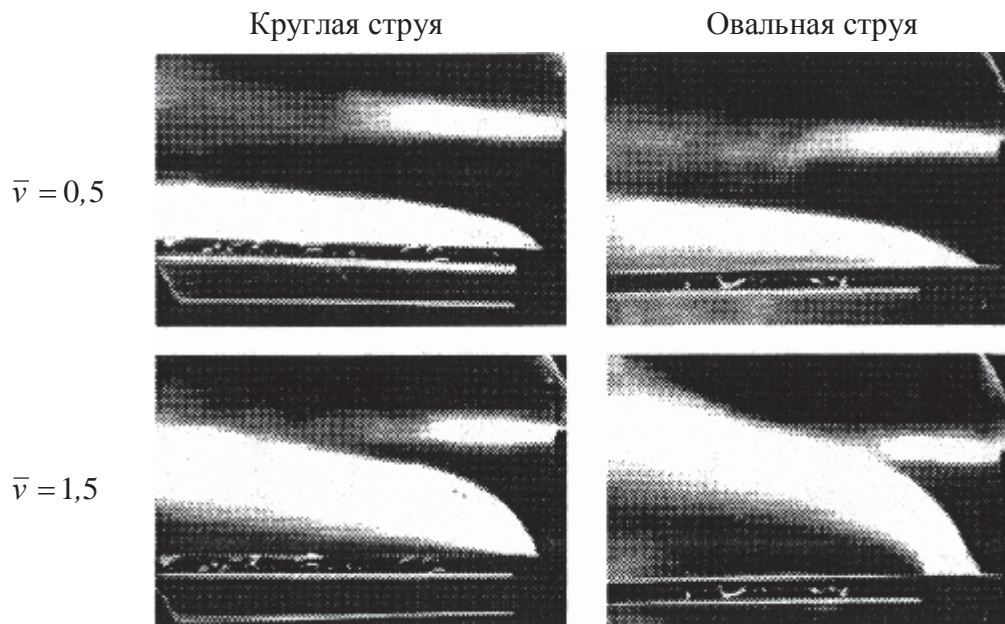 Круглая струя
Овальная струя
v̅ = 0,5
v̅ = 1,5